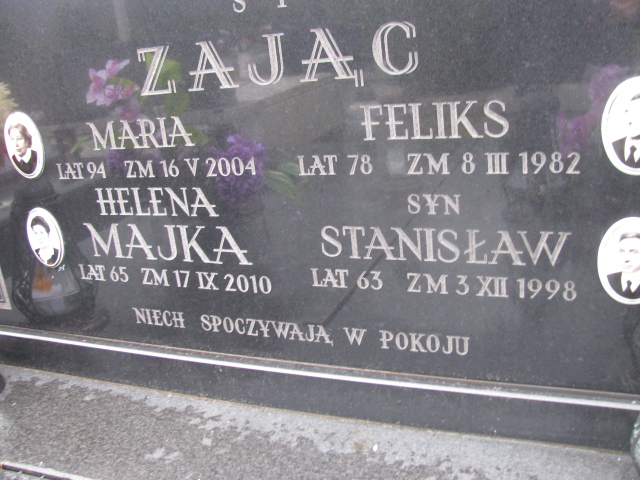 ZAJĄC
MARIA
LAT 94 ZM 16 V 2004
HELENA
MAJKA
LAT 65 ZM 17 IX 2010
FELIKS
LAT 78 ZM 8 III 1982
SYN
STANISŁAW
LAT 63 ZM 3 XII 1998
NIECH SPOCZYWAJĄ W POKOJU